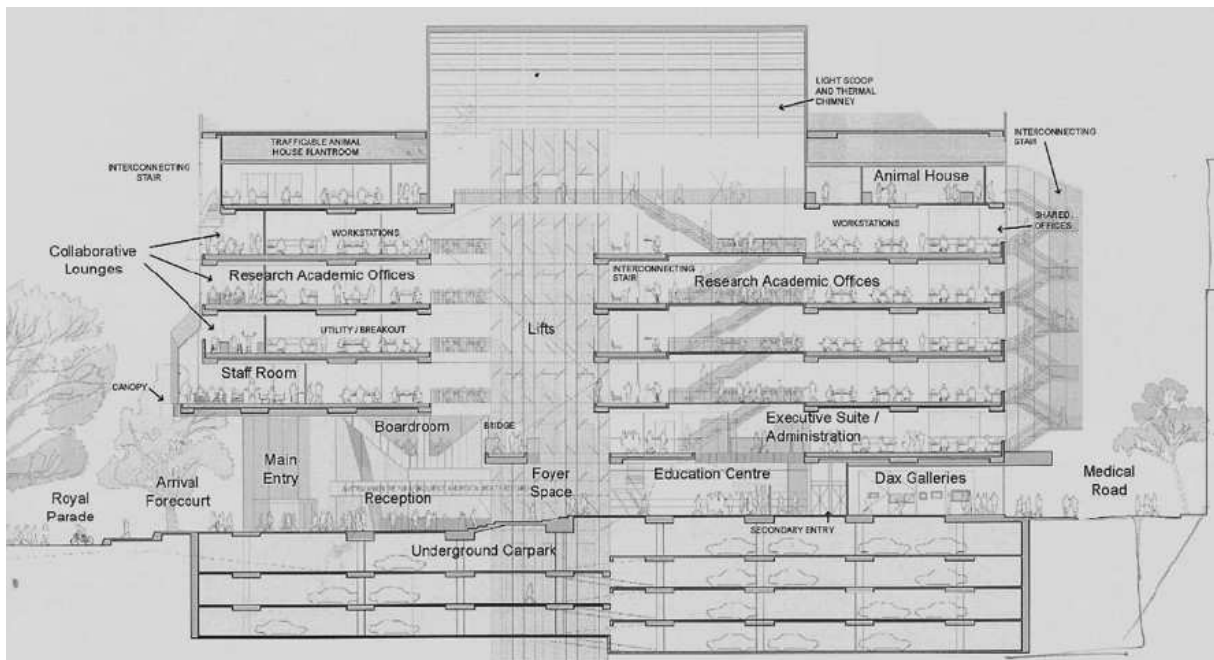 LIGHT SCOOP
AND THERMAL
CHIMNEY
TRAFFICABLE ANIMAL
HOUSE PLANTROOM
INTERCONNECTING
STAIR
INTERCONNECTING
STAIR
Animal House
WORKSTATIONS
WORKSTATIONS
SHARED
OFFICES
Collaborative
Lounges
Research Academic Offices
INTERCONNECTING
STAIR
Research Academic Offices
Lifts
UTILITY / BREAKOUT
Staff Room
CANOPY
Boardroom
BRIDGE
Executive Suite /
Administration
Main
Entry
Arrival
Forecourt
Royal
Parade
Reception
Foyer
Space
Education Centre
Dax Galleries
Medical
Road
SECONDARY ENTRY
Underground Carpark